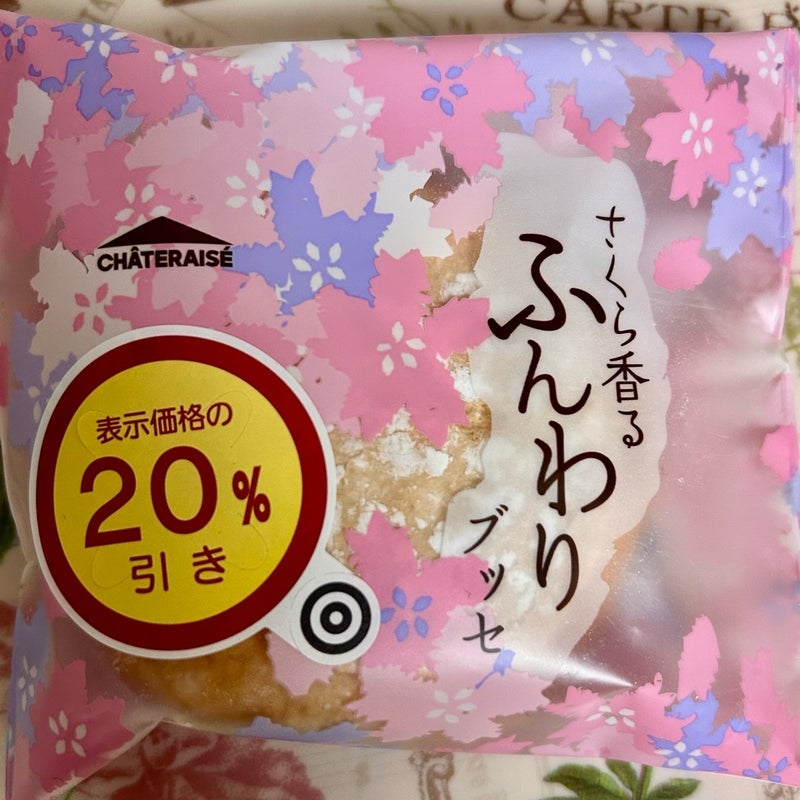 CARTE P
CHÂTERAISÉ
さくら香る
ふんわり
ブッセ
表示価格の
20%
引き